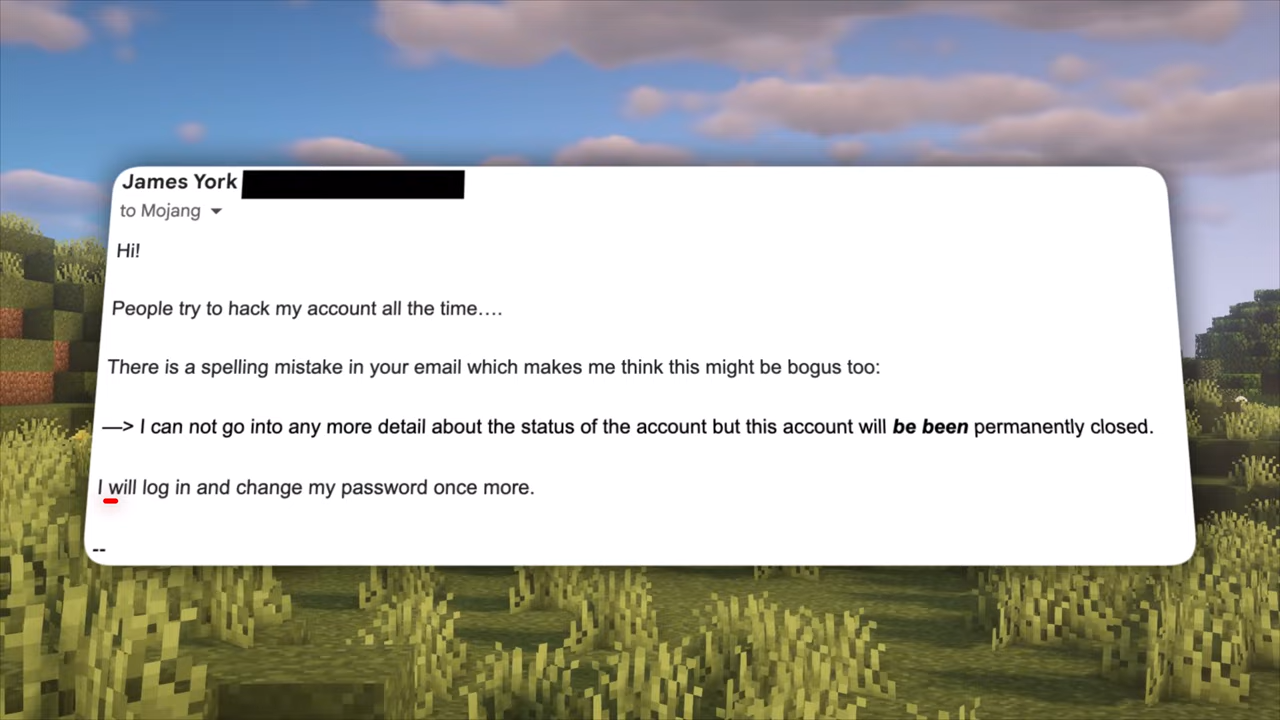 James York
to Mojang
Hi!
People try to hack my account all the time….
There is a spelling mistake in your email which makes me think this might be bogus too:
—> I can not go into any more detail about the status of the account but this account will be been permanently closed.
I will log in and change my password once more.
--